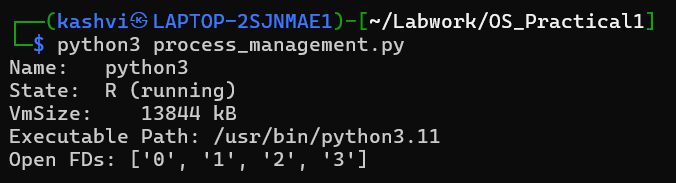 ┌──(kashvi㉿LAPTOP-2SJNMAE1)-[~/Labwork/OS_Practical1]
└─$ python3 process_management.py
Name:   python3
State:  R (running)
VmSize:    13844 kB
Executable Path: /usr/bin/python3.11
Open FDs: ['0', '1', '2', '3']